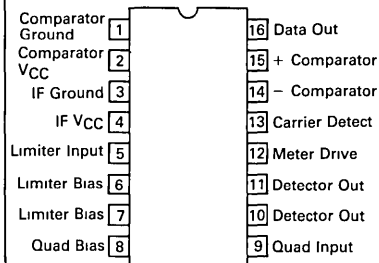 Comparator
Ground 1
Comparator
VCC 2
IF Ground 3
IF VCC 4
Limiter Input 5
Limiter Bias 6
Limiter Bias 7
Quad Bias 8
16 Data Out
15 + Comparator
14 − Comparator
13 Carrier Detect
12 Meter Drive
11 Detector Out
10 Detector Out
9 Quad Input